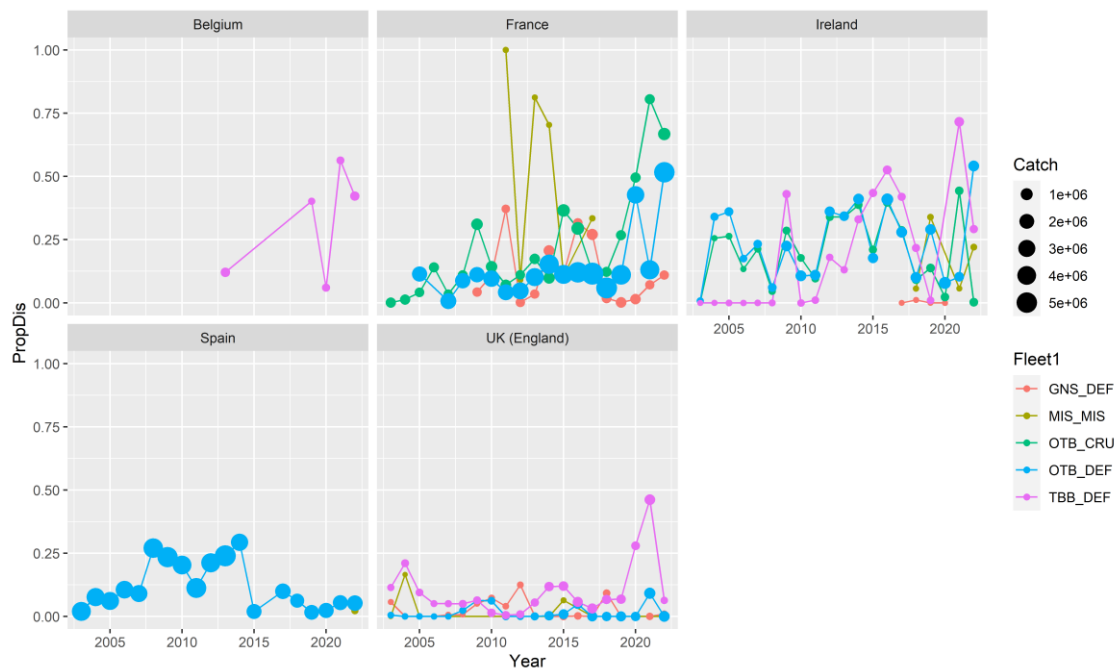 Belgium
France
Ireland
1.00
0.75
0.50
0.25
0.00
2005 2010 2015 2020
Spain
UK (England)
1.00
0.75
0.50
0.25
0.00
2005 2010 2015 2020
2005 2010 2015 2020
PropDis
Year
Catch
1e+06
2e+06
3e+06
4e+06
5e+06
Fleet1
GNS_DEF
MIS_MIS
OTB_CRU
OTB_DEF
TBB_DEF